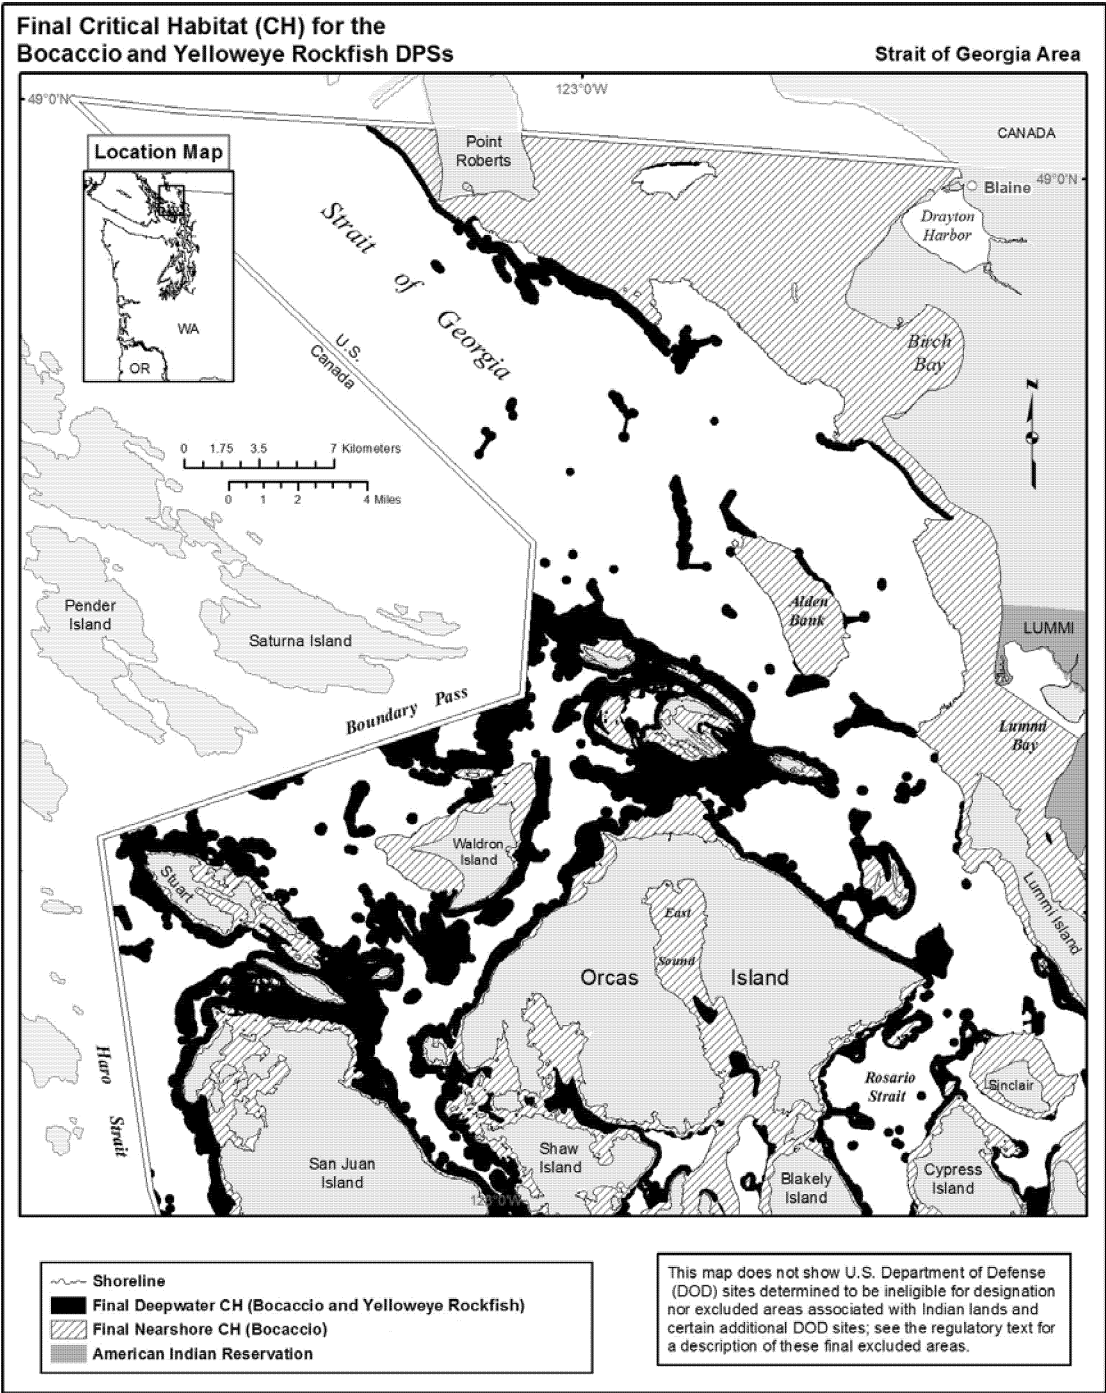 Final Critical Habitat (CH) for the
Bocaccio and Yelloweye Rockfish DPSs
Strait of Georgia Area
123°0'W
49°0'N
CANADA
Point
Roberts
Location Map
49°0'N
Blaine
Drayton
Harbor
Strait of Georgia
WA
OR
U.S.
Canada
Birch
Bay
N
0 1.75 3.5 7 Kilometers
0 1 2 4 Miles
Pender
Island
Saturna Island
Alden
Bank
LUMMI
Boundary Pass
Lummi
Bay
Waldron
Island
Stuart
Lummi Island
East
Sound
Orcas Island
Haro Strait
Rosario
Strait
Sinclair
Shaw
Island
San Juan
Island
Blakely
Island
Cypress
Island
123°0'W
Shoreline
Final Deepwater CH (Bocaccio and Yelloweye Rockfish)
Final Nearshore CH (Bocaccio)
American Indian Reservation
This map does not show U.S. Department of Defense
(DOD) sites determined to be ineligible for designation
nor excluded areas associated with Indian lands and
certain additional DOD sites; see the regulatory text for
a description of these final excluded areas.